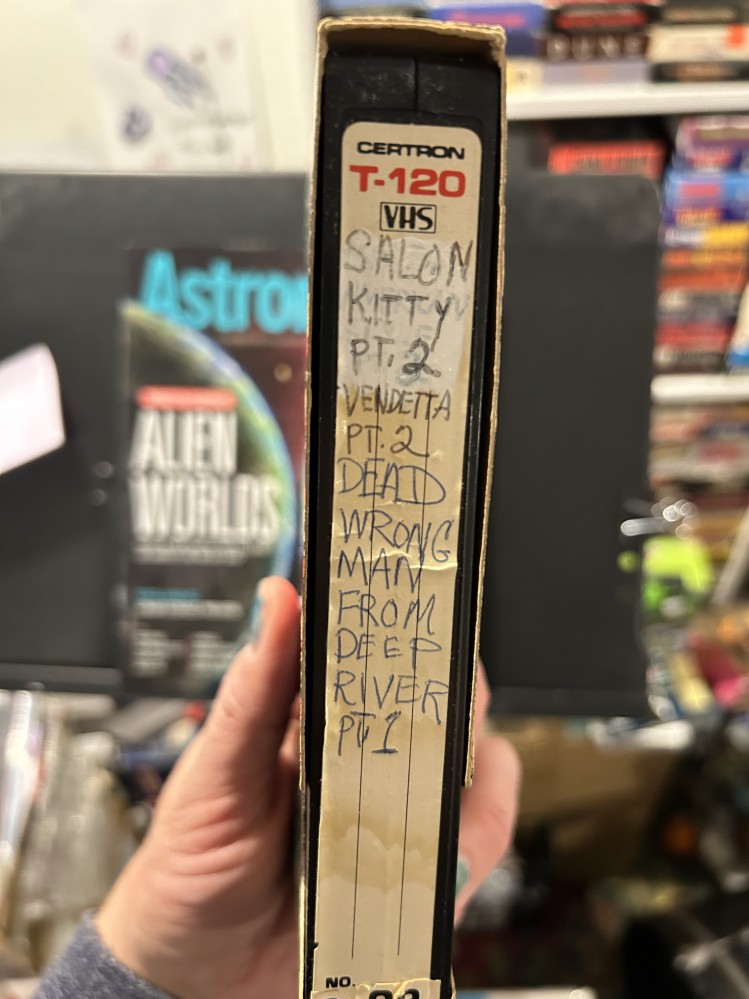 DUNE
CERTRON
T-120
VHS
SALON
KITTY
PT. 2
VENDETTA
PT. 2
DEAD
WRONG
MAN
FROM
DEEP
RIVER
PT 1
NO.
Astro
ALIEN
WORLDS